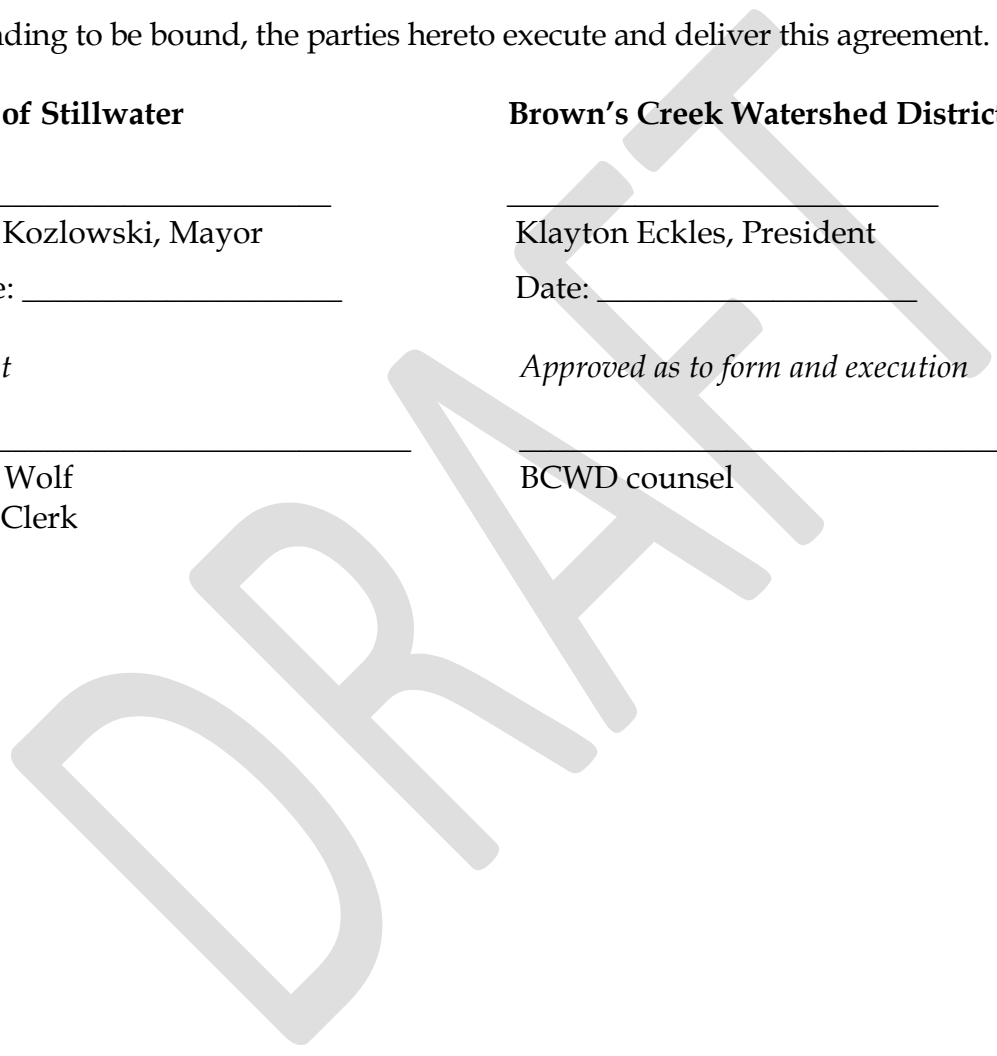 nding to be bound, the parties hereto execute and deliver this agreement.
of Stillwater Brown’s Creek Watershed District
Kozlowski, Mayor Klayton Eckles, President
e: ____________________ Date: ____________________
t Approved as to form and execution
Wolf BCWD counsel
Clerk
DRAFT